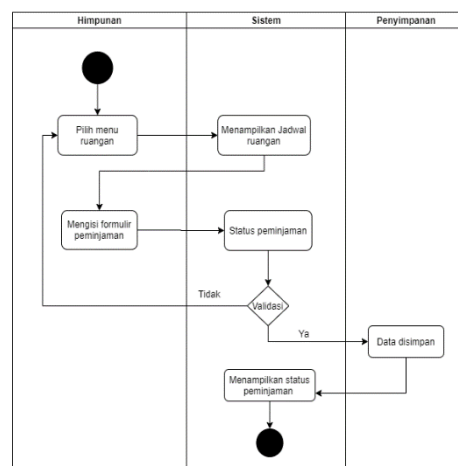 Himpunan
Sistem
Penyimpanan
Pilih menu
ruangan
Menampilkan Jadwal
ruangan
Mengisi formulir
peminjaman
Status peminjaman
Tidak
Validasi
Ya
Data disimpan
Menampilkan status
peminjaman